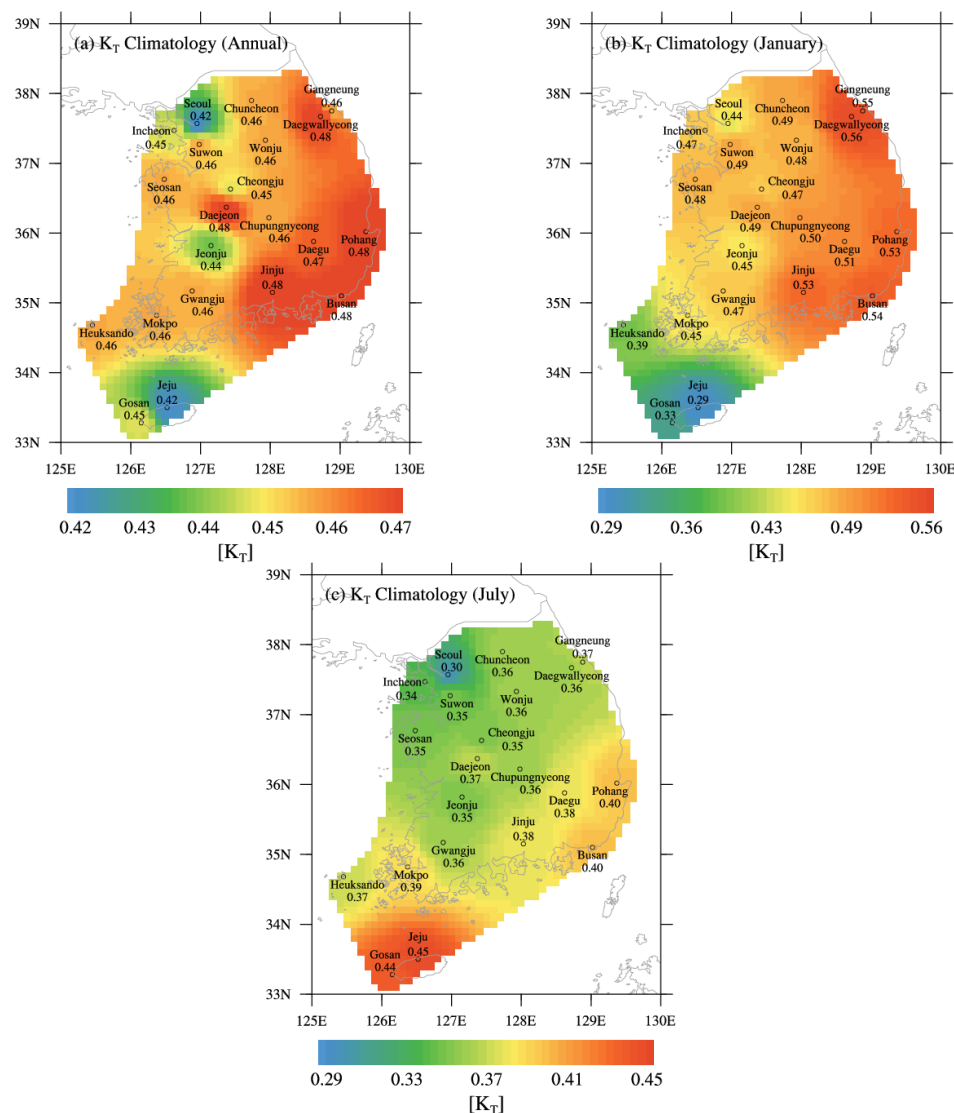 39N
(a) K_T Climatology (Annual)
Gangneung
0.46
38N
Seoul
0.42
Chuncheon
0.46
Daegwallyeong
0.48
Incheon
0.45
Suwon
0.46
Wonju
0.46
37N
Seosan
0.46
Cheongju
0.45
Daejeon
0.48
Chupungnyeong
0.46
36N
Jeonju
0.44
Daegu
0.47
Pohang
0.48
Jinju
0.48
35N
Gwangju
0.46
Busan
0.48
Mokpo
0.46
Heuksando
0.46
34N
Jeju
0.42
Gosan
0.45
33N
125E 126E 127E 128E 129E 130E
0.42 0.43 0.44 0.45 0.46 0.47
[K_T]
39N
(b) K_T Climatology (January)
Gangneung
0.55
38N
Seoul
0.44
Chuncheon
0.49
Daegwallyeong
0.56
Incheon
0.47
Suwon
0.49
Wonju
0.48
37N
Seosan
0.48
Cheongju
0.47
Daejeon
0.49
Chupungnyeong
0.50
36N
Jeonju
0.45
Daegu
0.51
Pohang
0.53
Jinju
0.53
35N
Gwangju
0.47
Busan
0.54
Mokpo
0.45
Heuksando
0.39
34N
Jeju
0.29
Gosan
0.33
33N
125E 126E 127E 128E 129E 130E
0.29 0.36 0.43 0.49 0.56
[K_T]
39N
(c) K_T Climatology (July)
Gangneung
0.37
38N
Seoul
0.30
Chuncheon
0.36
Daegwallyeong
0.36
Incheon
0.34
Suwon
0.35
Wonju
0.36
37N
Seosan
0.35
Cheongju
0.35
Daejeon
0.37
Chupungnyeong
0.36
36N
Jeonju
0.35
Daegu
0.38
Pohang
0.40
Jinju
0.38
35N
Gwangju
0.36
Busan
0.40
Mokpo
0.39
Heuksando
0.37
34N
Jeju
0.45
Gosan
0.44
33N
125E 126E 127E 128E 129E 130E
0.29 0.33 0.37 0.41 0.45
[K_T]